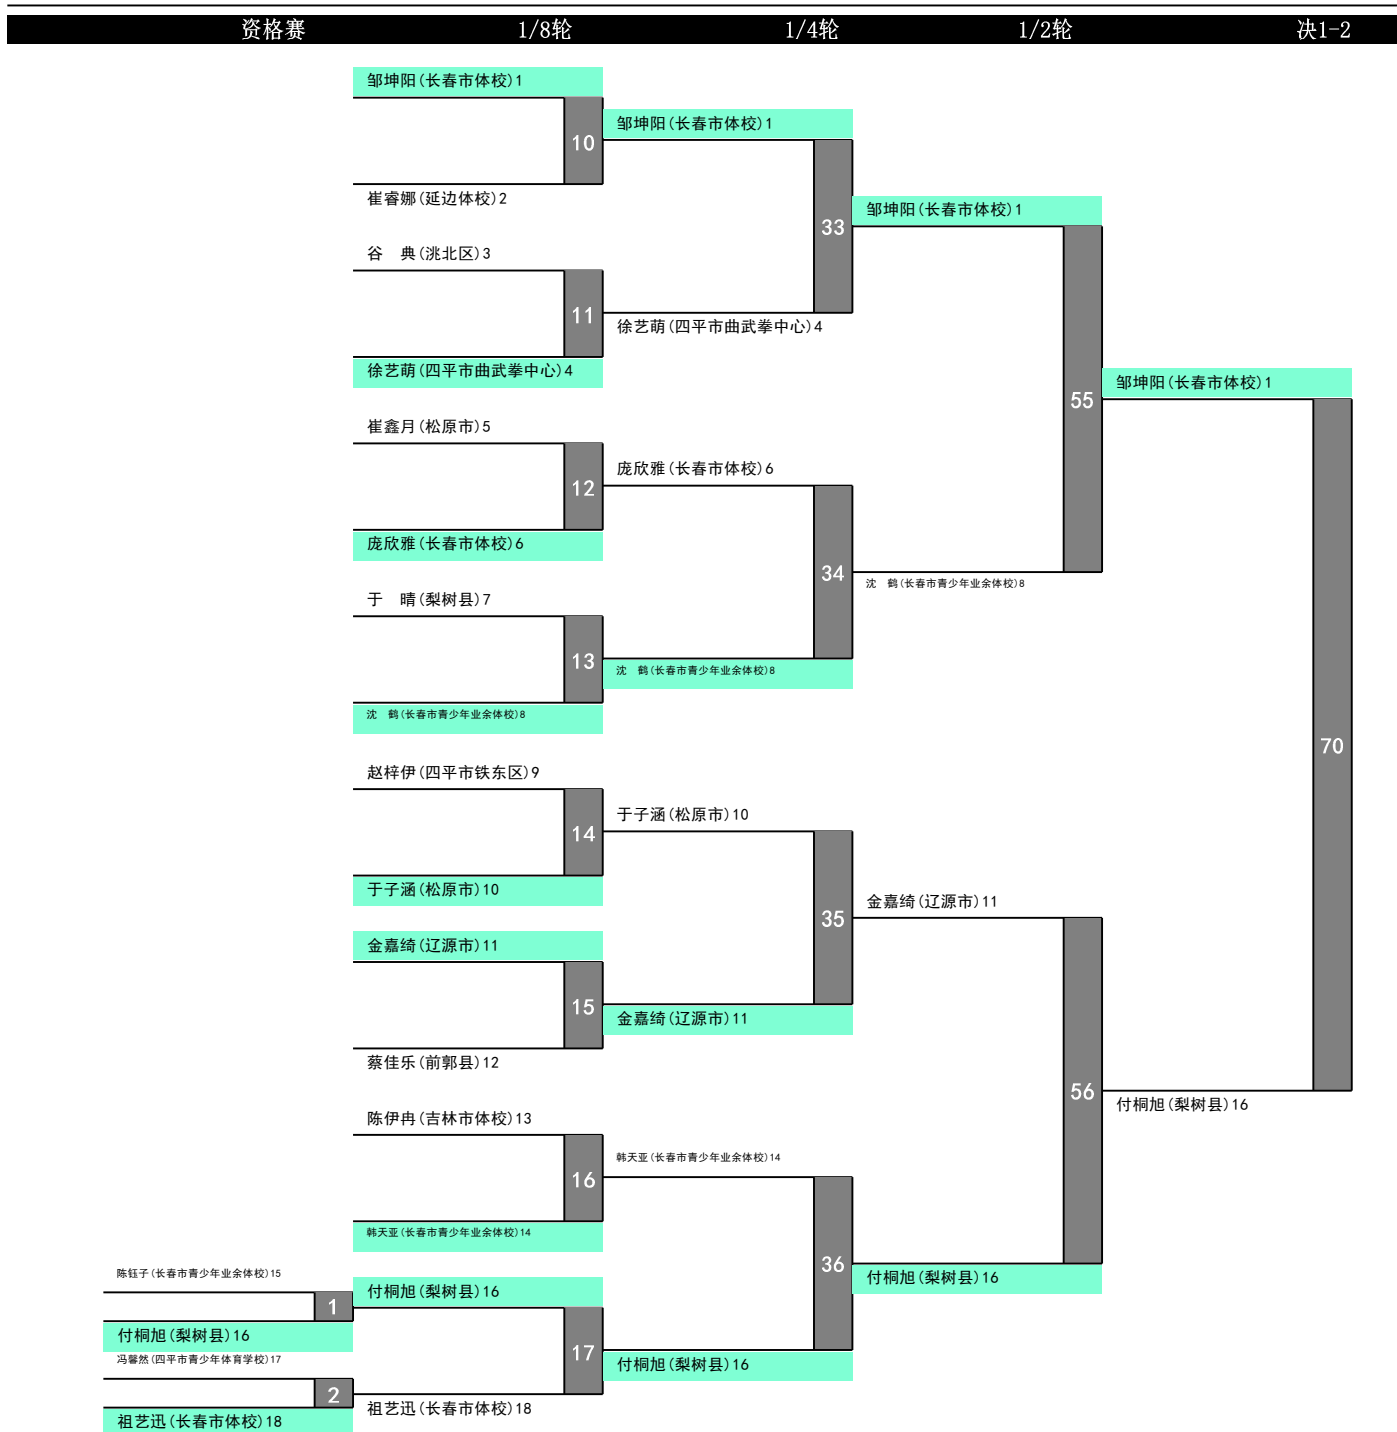 资格赛 1/8轮 1/4轮 1/2轮 决1-2
邹坤阳(长春市体校)1
10
邹坤阳(长春市体校)1
崔睿娜(延边体校)2
33
邹坤阳(长春市体校)1
谷　典(洮北区)3
11
徐艺萌(四平市曲武拳中心)4
徐艺萌(四平市曲武拳中心)4
55
邹坤阳(长春市体校)1
崔鑫月(松原市)5
12
庞欣雅(长春市体校)6
庞欣雅(长春市体校)6
34
沈　鹤(长春市青少年业余体校)8
于　晴(梨树县)7
13
沈　鹤(长春市青少年业余体校)8
沈　鹤(长春市青少年业余体校)8
70
赵梓伊(四平市铁东区)9
14
于子涵(松原市)10
于子涵(松原市)10
35
金嘉绮(辽源市)11
金嘉绮(辽源市)11
15
金嘉绮(辽源市)11
蔡佳乐(前郭县)12
56
付桐旭(梨树县)16
陈伊冉(吉林市体校)13
16
韩天亚(长春市青少年业余体校)14
韩天亚(长春市青少年业余体校)14
36
付桐旭(梨树县)16
陈钰子(长春市青少年业余体校)15
1
付桐旭(梨树县)16
付桐旭(梨树县)16
17
付桐旭(梨树县)16
冯馨然(四平市青少年体育学校)17
2
祖艺迅(长春市体校)18
祖艺迅(长春市体校)18